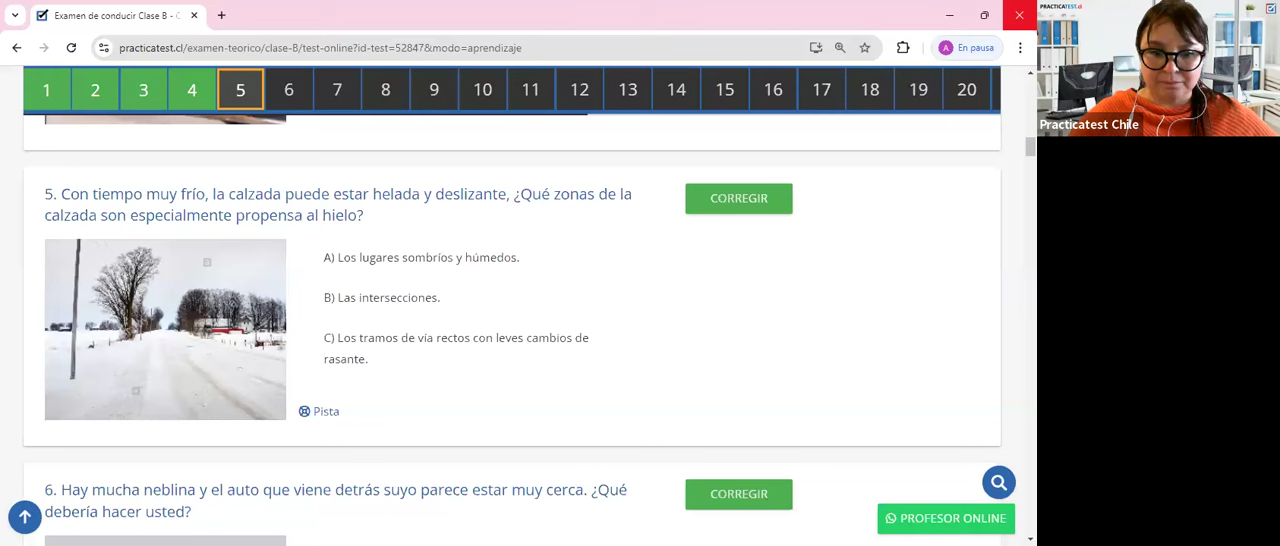 Examen de conducir Clase B - C
practicatest.cl/examen-teorico/clase-B/test-online?id-test=52847&modo=aprendizaje
A En pausa
1 2 3 4 5 6 7 8 9 10 11 12 13 14 15 16 17 18 19 20
5. Con tiempo muy frío, la calzada puede estar helada y deslizante, ¿Qué zonas de la
calzada son especialmente propensa al hielo?
CORREGIR
A) Los lugares sombríos y húmedos.
B) Las intersecciones.
C) Los tramos de vía rectos con leves cambios de
rasante.
Pista
6. Hay mucha neblina y el auto que viene detrás suyo parece estar muy cerca. ¿Qué
debería hacer usted?
CORREGIR
PROFESOR ONLINE
PRACTICATEST.cl
Practicatest Chile